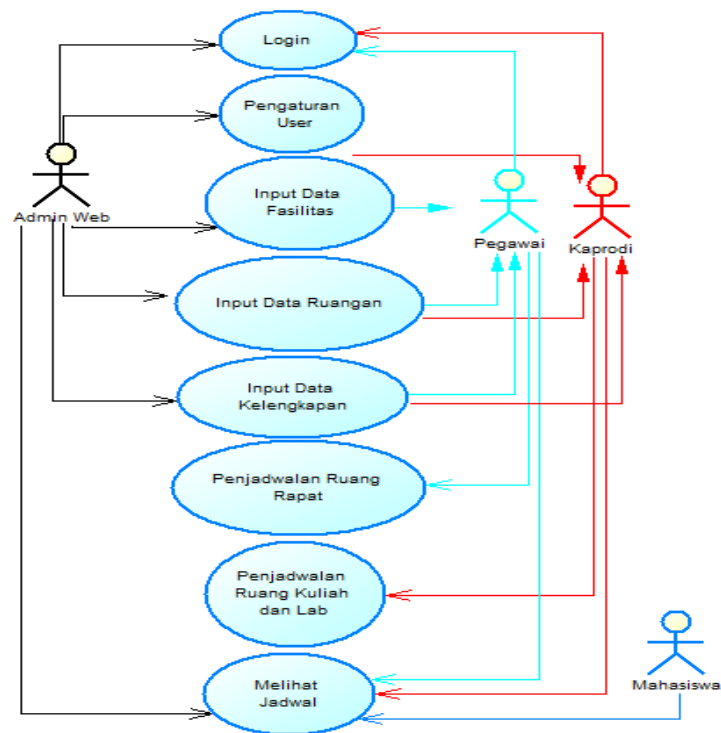 Login
Pengaturan
User
Admin Web
Input Data
Fasilitas
Pegawai
Kaprodi
Input Data Ruangan
Input Data
Kelengkapan
Penjadwalan Ruang
Rapat
Penjadwalan
Ruang Kuliah
dan Lab
Melihat
Jadwal
Mahasiswa